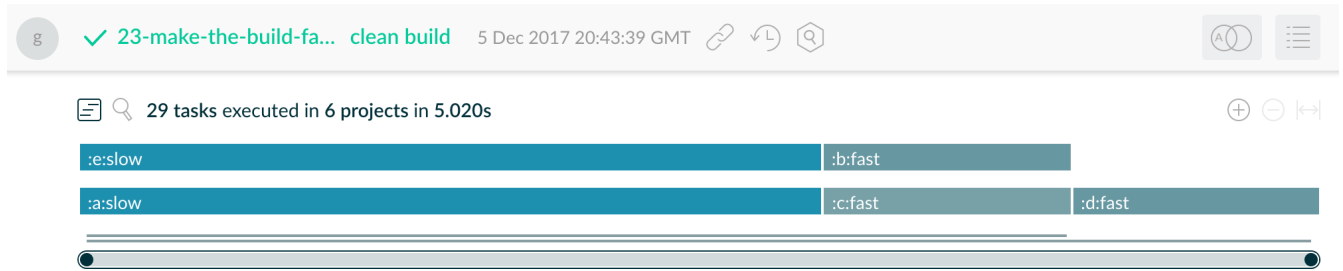 g 23-make-the-build-fa... clean build 5 Dec 2017 20:43:39 GMT A
29 tasks executed in 6 projects in 5.020s
:e:slow :b:fast
:a:slow :c:fast :d:fast